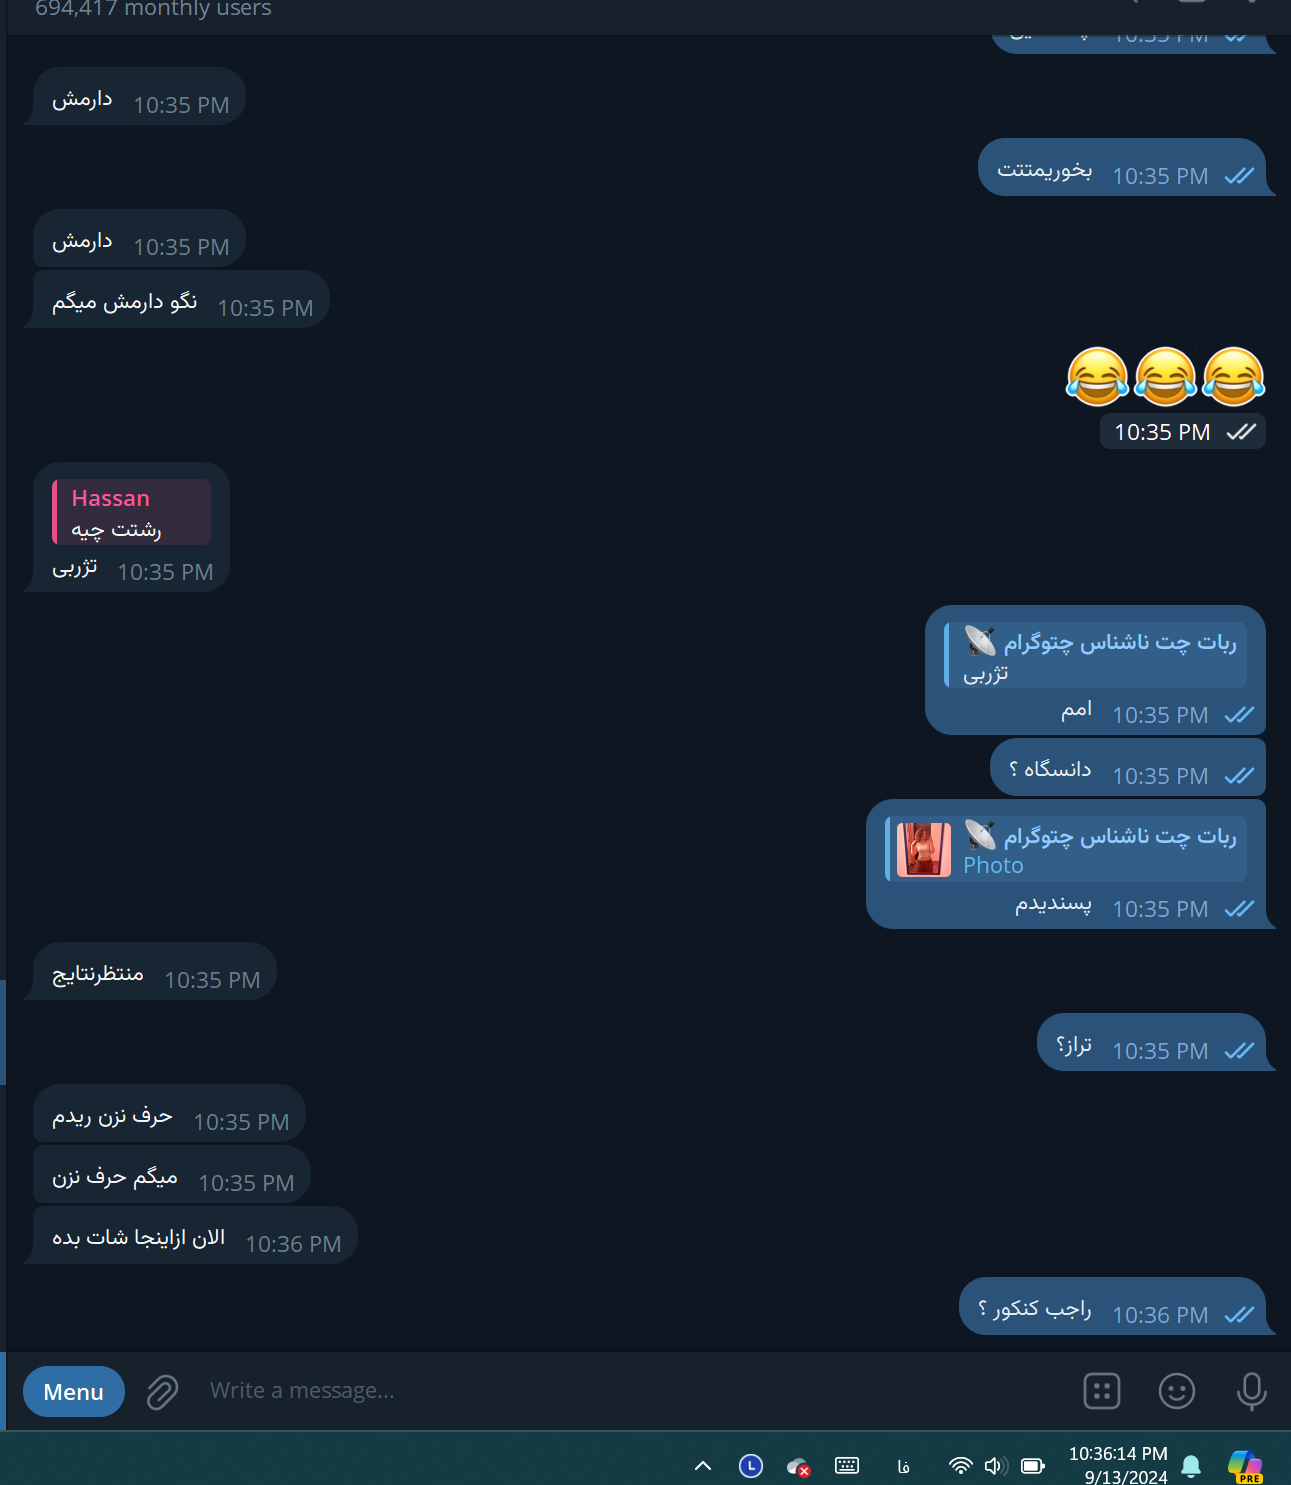 694,417 monthly users
10:35 PM
دارمش 10:35 PM
بخوریمتتت 10:35 PM
دارمش 10:35 PM
نگو دارمش میگم 10:35 PM
😂😂😂
10:35 PM
Hassan
رشتت چیه
تژربی 10:35 PM
ربات چت ناشناس چتوگرام 📡
تژربی
امم 10:35 PM
دانسگاه ؟ 10:35 PM
ربات چت ناشناس چتوگرام 📡
Photo
پسندیدم 10:35 PM
منتظرنتایج 10:35 PM
تراز؟ 10:35 PM
حرف نزن ریدم 10:35 PM
میگم حرف نزن 10:35 PM
الان ازاینجا شات بده 10:36 PM
راجب کنکور ؟ 10:36 PM
Menu
Write a message...
L
فا
10:36:14 PM
9/13/2024
PRE